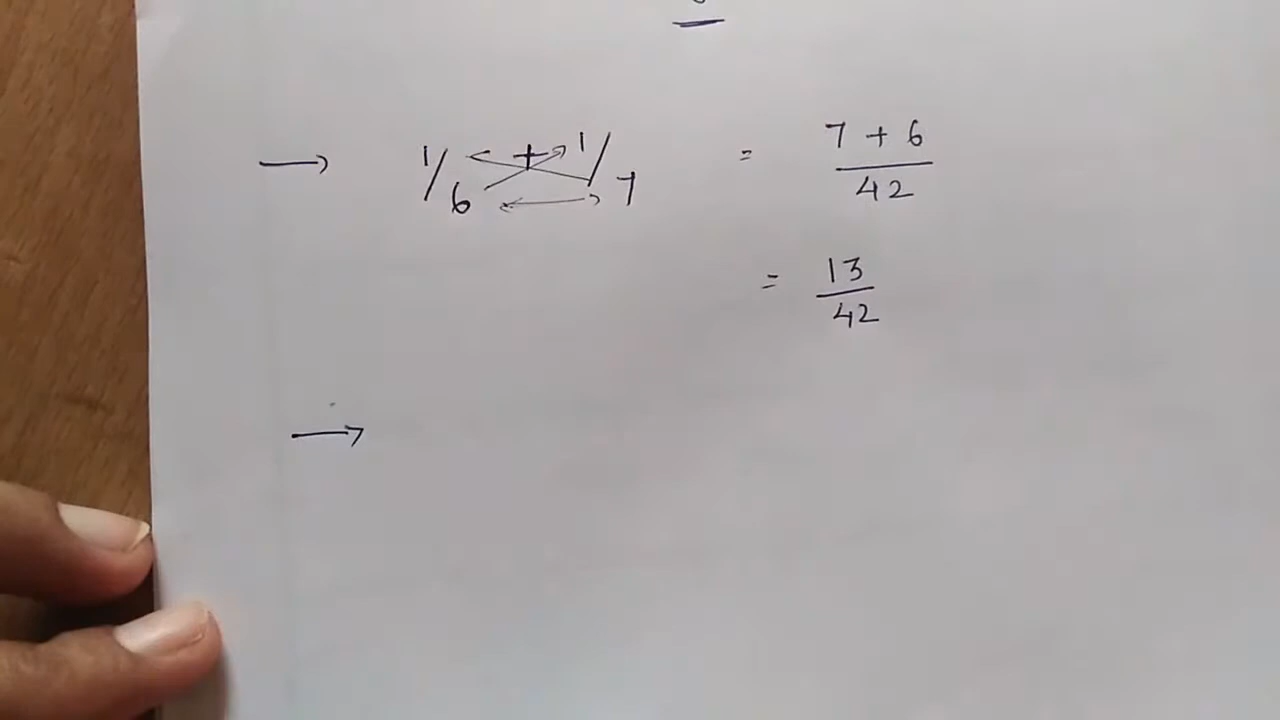 → 1/6 + 1/7 = 7 + 6 / 42
= 13 / 42
→